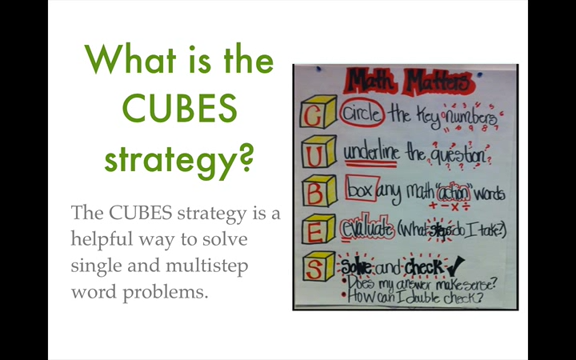 What is the
CUBES
strategy?
The CUBES strategy is a
helpful way to solve
single and multistep
word problems.
Math Matters
C circle the key numbers
U underline the question
B box any math "action" words
+ - × ÷
E evaluate (what steps do I take?)
S solve and check ✓
• Does my answer make sense?
• How can I double check?